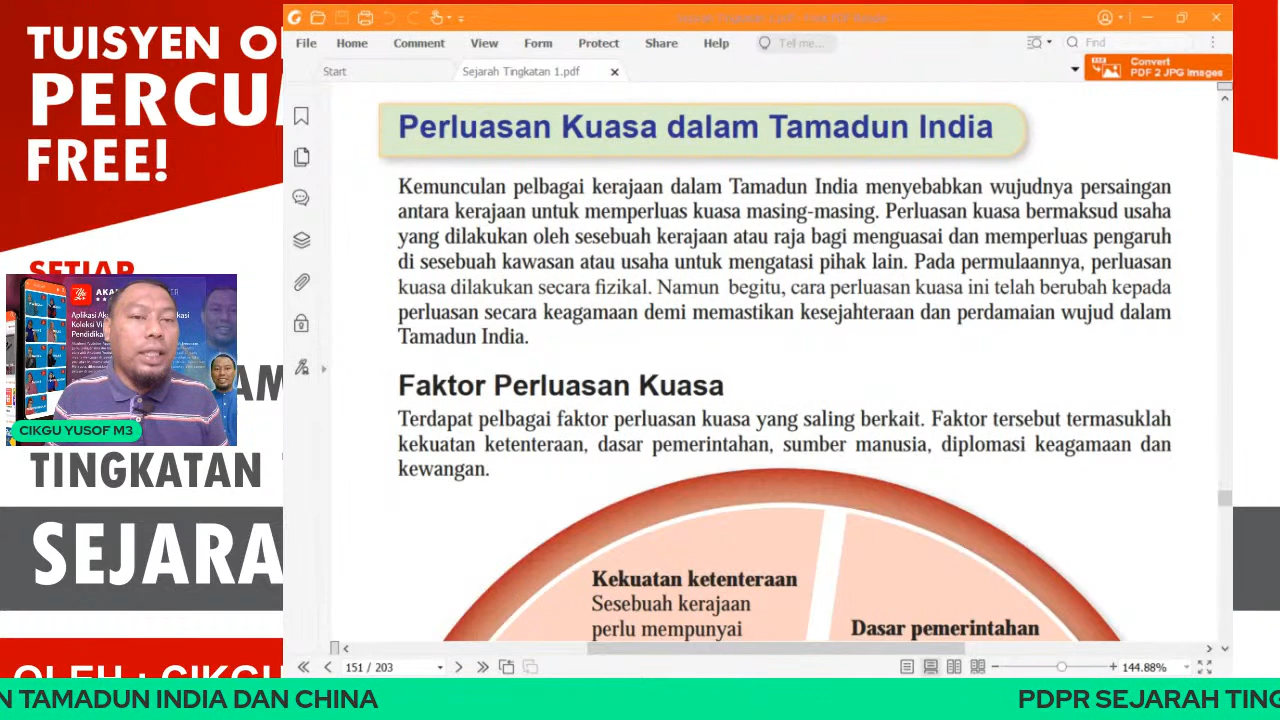 TUISYEN O
PERCU
FREE!
SETIAP
TINGKATAN
SEJARA
OLEH : CIKGU
CIKGU YUSOF M3
File Home Comment View Form Protect Share Help Tell me... Find
Start Sejarah Tingkatan 1.pdf
Convert
PDF 2 JPG Images
Perluasan Kuasa dalam Tamadun India
Kemunculan pelbagai kerajaan dalam Tamadun India menyebabkan wujudnya persaingan
antara kerajaan untuk memperluas kuasa masing-masing. Perluasan kuasa bermaksud usaha
yang dilakukan oleh sesebuah kerajaan atau raja bagi menguasai dan memperluas pengaruh
di sesebuah kawasan atau usaha untuk mengatasi pihak lain. Pada permulaannya, perluasan
kuasa dilakukan secara fizikal. Namun begitu, cara perluasan kuasa ini telah berubah kepada
perluasan secara keagamaan demi memastikan kesejahteraan dan perdamaian wujud dalam
Tamadun India.
Faktor Perluasan Kuasa
Terdapat pelbagai faktor perluasan kuasa yang saling berkait. Faktor tersebut termasuklah
kekuatan ketenteraan, dasar pemerintahan, sumber manusia, diplomasi keagamaan dan
kewangan.
Kekuatan ketenteraan
Sesebuah kerajaan
perlu mempunyai
Dasar pemerintahan
151 / 203
144.88%
N TAMADUN INDIA DAN CHINA
PDPR SEJARAH TING